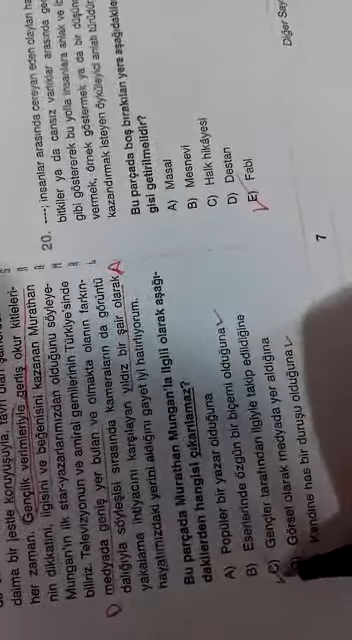 daima bir jestle koruyuşuyla, tavrı olan
her zaman. Gençlik verimleriyle geniş okur kitleleri-
nin dikkatini, ilgisini ve beğenisini kazanan Murathan
Mungan'ın ilk star-yazarlarımızdan olduğunu söyleye-
biliriz. Televizyonun ve amiral gemilerinin Türkiye'sinde
medyada geniş yer bulan ve olmakta olanın farkın-
dalığıyla söyleşisi sırasında kameraların da görüntü
yakalama ihtiyacını karşılayan yıldız bir şair olarak
hayatımızdaki yerini aldığını gayet iyi hatırlıyorum.
Bu parçada Murathan Mungan'la ilgili olarak aşağı-
dakilerden hangisi çıkarılamaz?
A) Popüler bir yazar olduğuna
B) Eserlerinde özgün bir biçemi olduğuna
C) Gençler tarafından ilgiyle takip edildiğine
Görsel olarak medyada yer aldığına
Kendine has bir duruşu olduğuna
20. ----; insanlar arasında cereyan eden olayları
bitkiler ya da cansız varlıklar arasında
gibi göstererek bu yolla insanlara ahlak ve
vermek, örnek göstermek ya da bir
kazandırmak isteyen öyküleyici anlatı türüdür.
Bu parçada boş bırakılan yere aşağıdakiler
gisi getirilmelidir?
A) Masal
B) Mesnevi
C) Halk hikâyesi
D) Destan
E) Fabl
7
Diğer